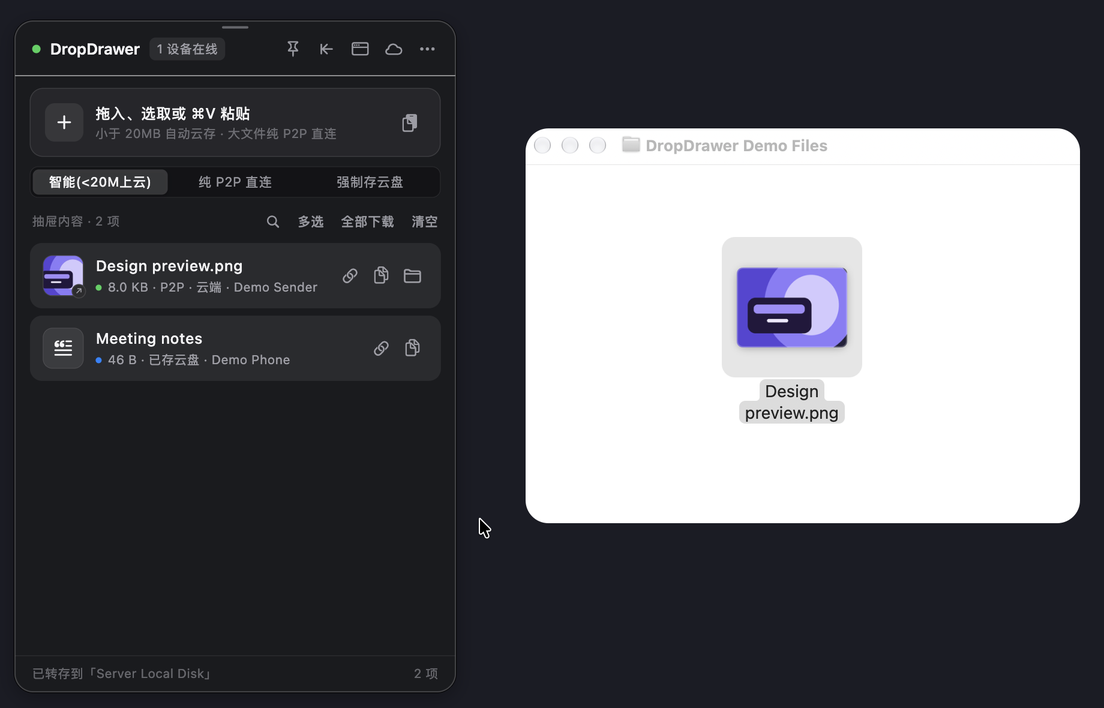 DropDrawer
1 设备在线
拖入、选取或 ⌘V 粘贴
小于 20MB 自动云存 · 大文件纯 P2P 直连
智能(<20M上云)
纯 P2P 直连
强制存云盘
抽屉内容 · 2 项
多选
全部下载
清空
Design preview.png
8.0 KB · P2P · 云端 · Demo Sender
Meeting notes
46 B · 已存云盘 · Demo Phone
已转存到「Server Local Disk」
2 项
DropDrawer Demo Files
Design
preview.png